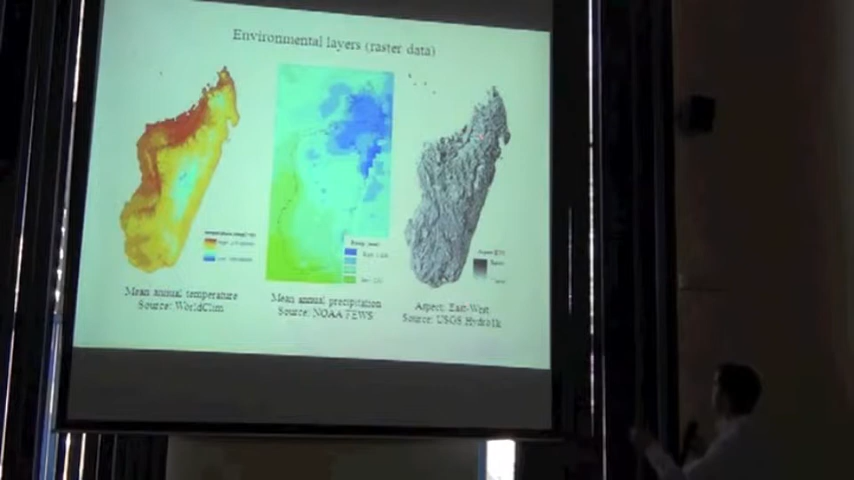 Environmental layers (raster data)
Mean annual temperature
Source: WorldClim
Mean annual precipitation
Source: NOAA FEWS
Aspect: East-West
Source: USGS Hydro1k